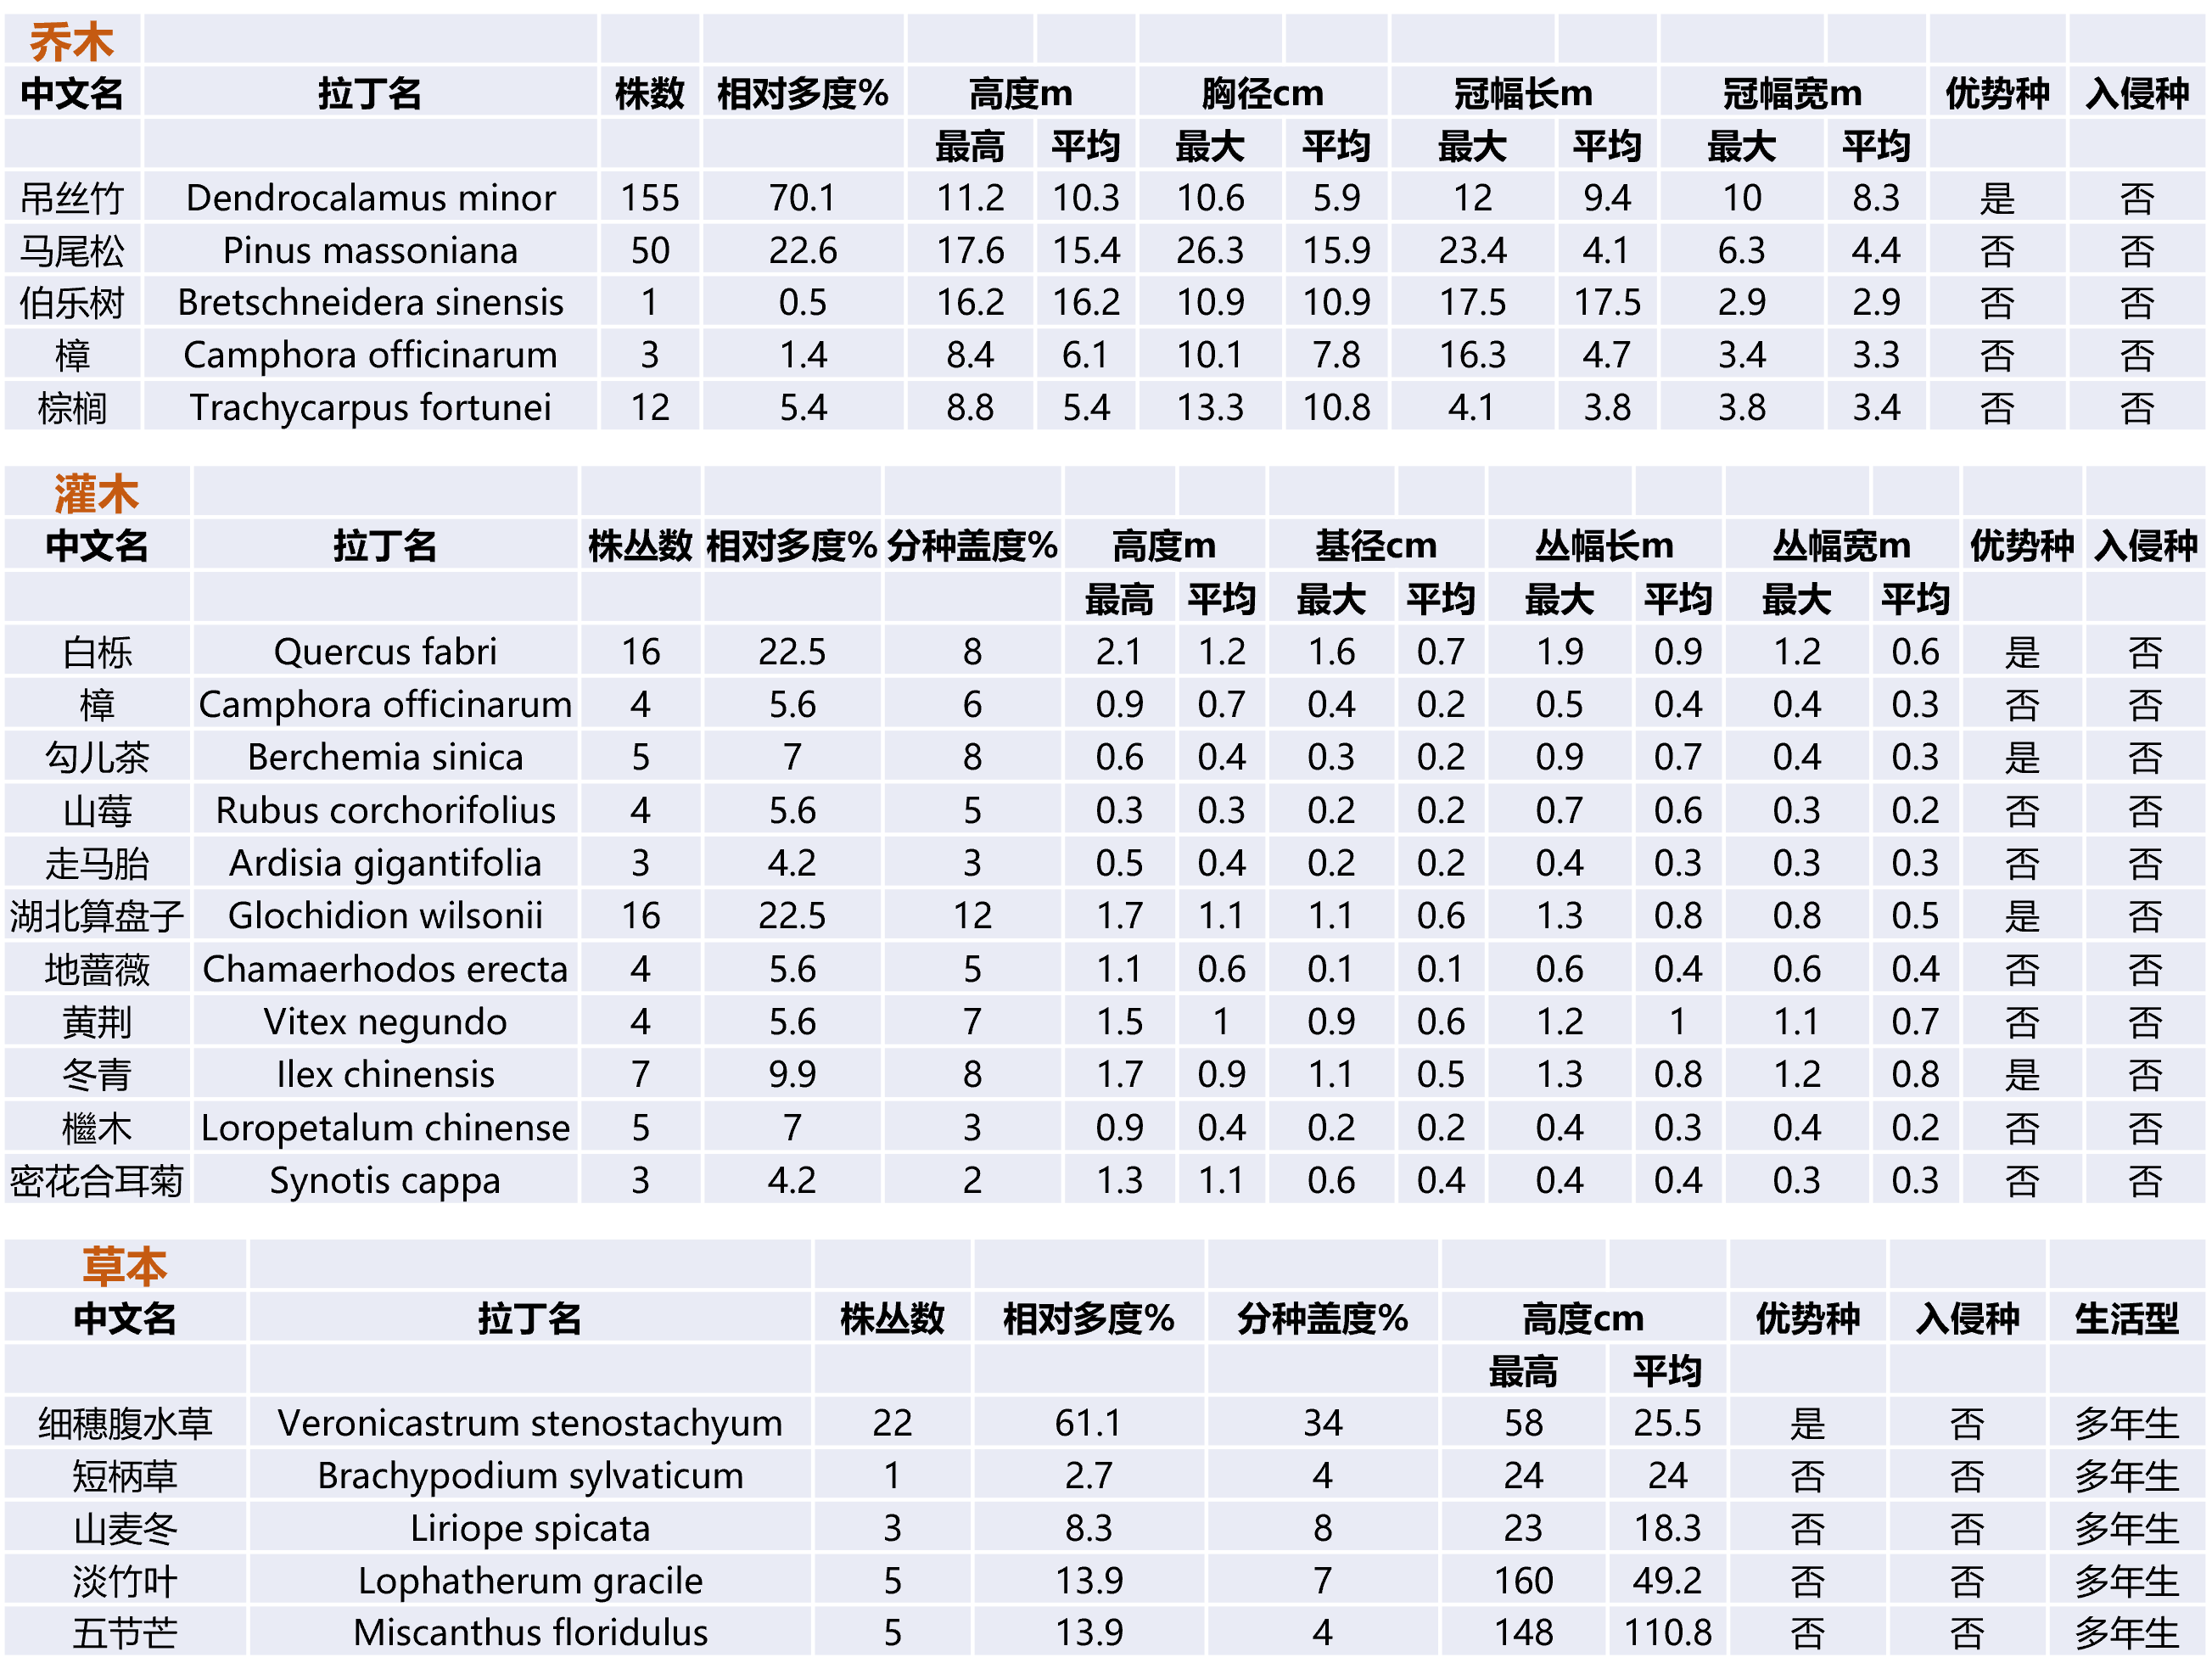 乔木
中文名 拉丁名 株数 相对多度% 高度m 胸径cm 冠幅长m 冠幅宽m 优势种 入侵种
最高 平均 最大 平均 最大 平均 最大 平均
吊丝竹 Dendrocalamus minor 155 70.1 11.2 10.3 10.6 5.9 12 9.4 10 8.3 是 否
马尾松 Pinus massoniana 50 22.6 17.6 15.4 26.3 15.9 23.4 4.1 6.3 4.4 否 否
伯乐树 Bretschneidera sinensis 1 0.5 16.2 16.2 10.9 10.9 17.5 17.5 2.9 2.9 否 否
樟 Camphora officinarum 3 1.4 8.4 6.1 10.1 7.8 16.3 4.7 3.4 3.3 否 否
棕榈 Trachycarpus fortunei 12 5.4 8.8 5.4 13.3 10.8 4.1 3.8 3.8 3.4 否 否
灌木
中文名 拉丁名 株丛数 相对多度% 分种盖度% 高度m 基径cm 丛幅长m 丛幅宽m 优势种 入侵种
最高 平均 最大 平均 最大 平均 最大 平均
白栎 Quercus fabri 16 22.5 8 2.1 1.2 1.6 0.7 1.9 0.9 1.2 0.6 是 否
樟 Camphora officinarum 4 5.6 6 0.9 0.7 0.4 0.2 0.5 0.4 0.4 0.3 否 否
勾儿茶 Berchemia sinica 5 7 8 0.6 0.4 0.3 0.2 0.9 0.7 0.4 0.3 是 否
山莓 Rubus corchorifolius 4 5.6 5 0.3 0.3 0.2 0.2 0.7 0.6 0.3 0.2 否 否
走马胎 Ardisia gigantifolia 3 4.2 3 0.5 0.4 0.2 0.2 0.4 0.3 0.3 0.3 否 否
湖北算盘子 Glochidion wilsonii 16 22.5 12 1.7 1.1 1.1 0.6 1.3 0.8 0.8 0.5 是 否
地蔷薇 Chamaerhodos erecta 4 5.6 5 1.1 0.6 0.1 0.1 0.6 0.4 0.6 0.4 否 否
黄荆 Vitex negundo 4 5.6 7 1.5 1 0.9 0.6 1.2 1 1.1 0.7 否 否
冬青 Ilex chinensis 7 9.9 8 1.7 0.9 1.1 0.5 1.3 0.8 1.2 0.8 是 否
檵木 Loropetalum chinense 5 7 3 0.9 0.4 0.2 0.2 0.4 0.3 0.4 0.2 否 否
密花合耳菊 Synotis cappa 3 4.2 2 1.3 1.1 0.6 0.4 0.4 0.4 0.3 0.3 否 否
草本
中文名 拉丁名 株丛数 相对多度% 分种盖度% 高度cm 优势种 入侵种 生活型
最高 平均
细穗腹水草 Veronicastrum stenostachyum 22 61.1 34 58 25.5 是 否 多年生
短柄草 Brachypodium sylvaticum 1 2.7 4 24 24 否 否 多年生
山麦冬 Liriope spicata 3 8.3 8 23 18.3 否 否 多年生
淡竹叶 Lophatherum gracile 5 13.9 7 160 49.2 否 否 多年生
五节芒 Miscanthus floridulus 5 13.9 4 148 110.8 否 否 多年生